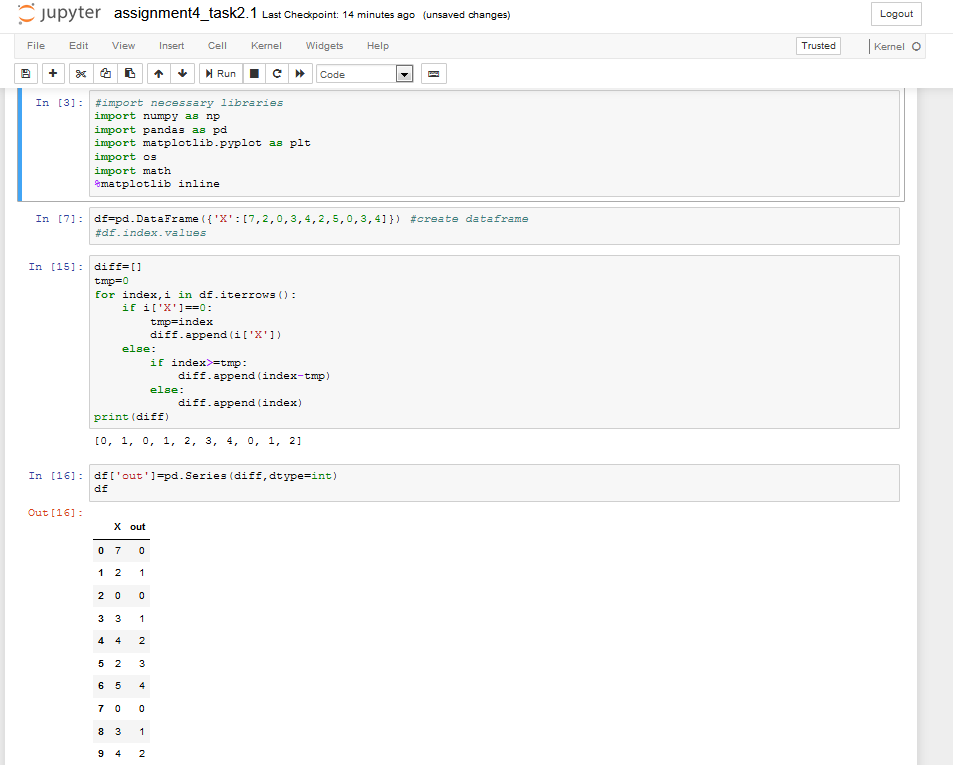 jupyter assignment4_task2.1 Last Checkpoint: 14 minutes ago (unsaved changes) Logout
File Edit View Insert Cell Kernel Widgets Help Trusted Kernel
Run Code
In [3]: #import necessary libraries
import numpy as np
import pandas as pd
import matplotlib.pyplot as plt
import os
import math
%matplotlib inline
In [7]: df=pd.DataFrame({'X':[7,2,0,3,4,2,5,0,3,4]}) #create dataframe
#df.index.values
In [15]: diff=[]
tmp=0
for index,i in df.iterrows():
    if i['X']==0:
        tmp=index
        diff.append(i['X'])
    else:
        if index>=tmp:
            diff.append(index-tmp)
        else:
            diff.append(index)
print(diff)
[0, 1, 0, 1, 2, 3, 4, 0, 1, 2]
In [16]: df['out']=pd.Series(diff,dtype=int)
df
Out[16]:
X out
0 7 0
1 2 1
2 0 0
3 3 1
4 4 2
5 2 3
6 5 4
7 0 0
8 3 1
9 4 2